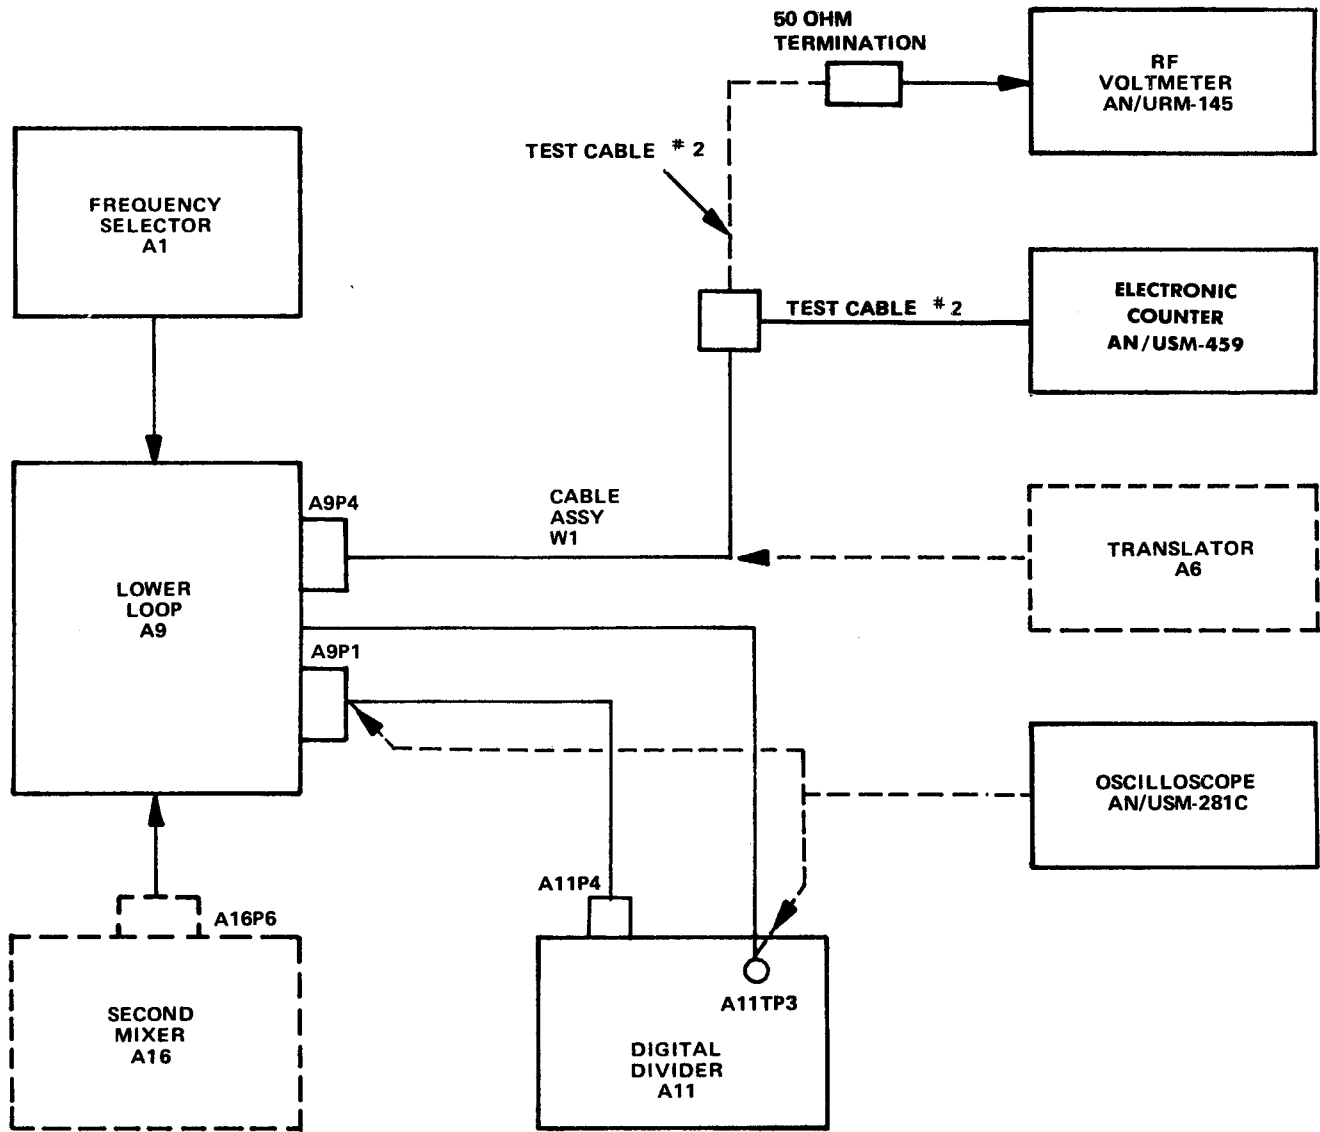 50 OHM
TERMINATION
RF
VOLTMETER
AN/URM-145
TEST CABLE # 2
FREQUENCY
SELECTOR
A1
TEST CABLE # 2
ELECTRONIC
COUNTER
AN/USM-459
A9P4
CABLE
ASSY
W1
TRANSLATOR
A6
LOWER
LOOP
A9
A9P1
OSCILLOSCOPE
AN/USM-281C
A11P4
A16P6
A11TP3
SECOND
MIXER
A16
DIGITAL
DIVIDER
A11